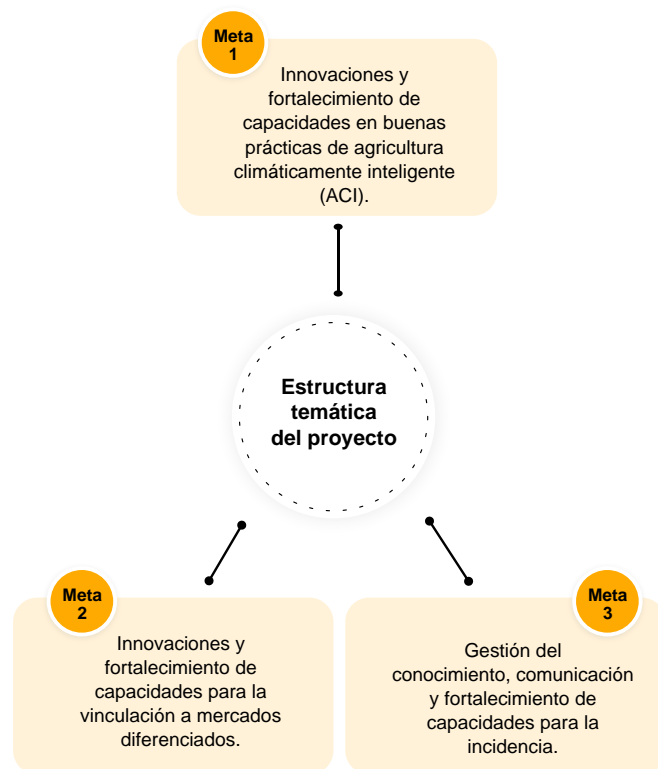 Meta
1
Innovaciones y
fortalecimiento de
capacidades en buenas
prácticas de agricultura
climáticamente inteligente
(ACI).
Estructura
temática
del proyecto
Meta
2
Innovaciones y
fortalecimiento de
capacidades para la
vinculación a mercados
diferenciados.
Meta
3
Gestión del
conocimiento, comunicación
y fortalecimiento de
capacidades para la
incidencia.